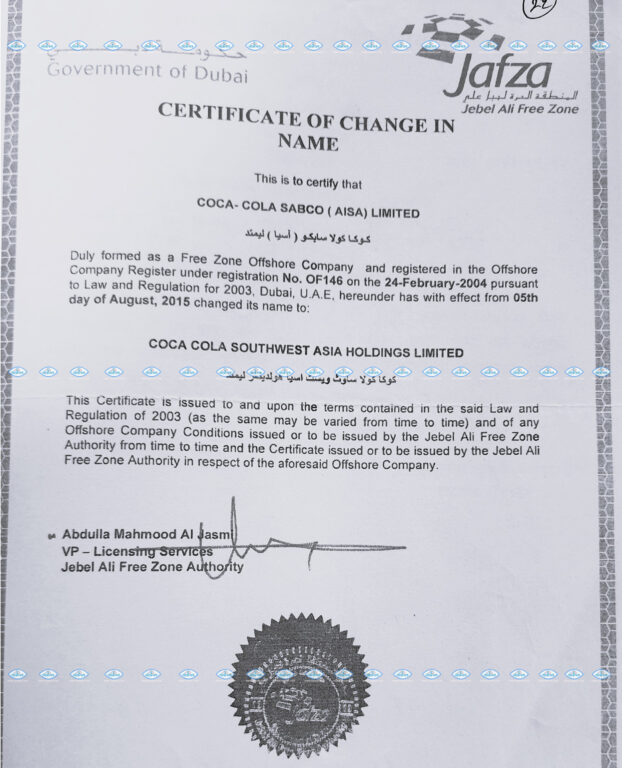 22
حكومة دبي
Government of Dubai
Jafza
المنطقة الحرة لجبل علي
Jebel Ali Free Zone
CERTIFICATE OF CHANGE IN
NAME
This is to certify that
COCA- COLA SABCO ( AISA) LIMITED
كوكا كولا سابكو ( أسيا ) ليمتد
Duly formed as a Free Zone Offshore Company and registered in the Offshore
Company Register under registration No. OF146 on the 24-February-2004 pursuant
to Law and Regulation for 2003, Dubai, U.A.E, hereunder has with effect from 05th
day of August, 2015 changed its name to:
COCA COLA SOUTHWEST ASIA HOLDINGS LIMITED
كوكا كولا ساوث ويست اسيا هولدينجز ليمتد
This Certificate is issued to and upon the terms contained in the said Law and
Regulation of 2003 (as the same may be varied from time to time) and of any
Offshore Company Conditions issued or to be issued by the Jebel Ali Free Zone
Authority from time to time and the Certificate issued or to be issued by the Jebel Ali
Free Zone Authority in respect of the aforesaid Offshore Company.
Abdulla Mahmood Al Jasmi
VP – Licensing Services
Jebel Ali Free Zone Authority
Jafza